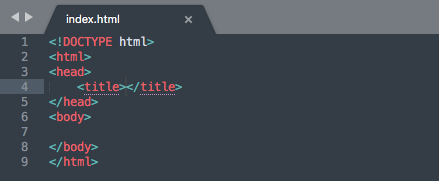 index.html ×
1 <!DOCTYPE html>
2 <html>
3 <head>
4     <title></title>
5 </head>
6 <body>
7
8 </body>
9 </html>